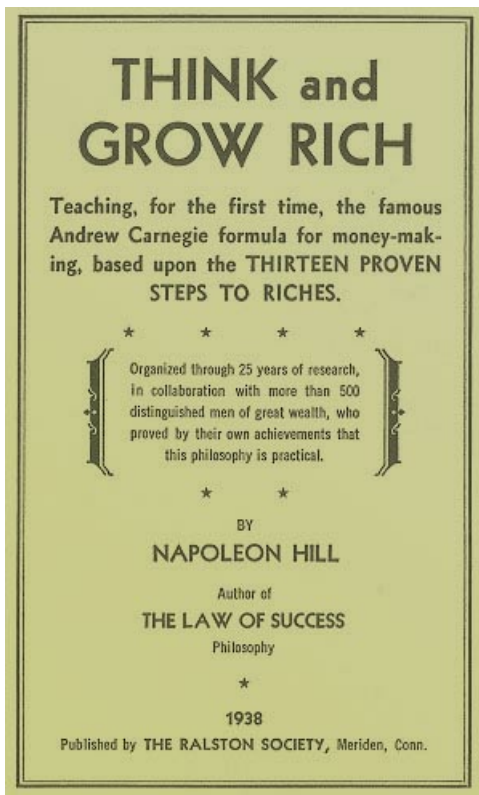 THINK and
GROW RICH
Teaching, for the first time, the famous
Andrew Carnegie formula for money-mak-
ing, based upon the THIRTEEN PROVEN
STEPS TO RICHES.
Organized through 25 years of research,
in collaboration with more than 500
distinguished men of great wealth, who
proved by their own achievements that
this philosophy is practical.
BY
NAPOLEON HILL
Author of
THE LAW OF SUCCESS
Philosophy
1938
Published by THE RALSTON SOCIETY, Meriden, Conn.